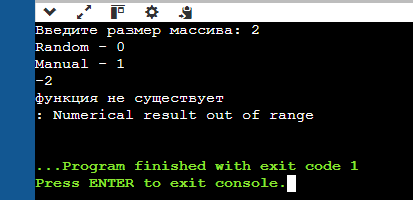 Введите размер массива: 2
Random - 0
Manual - 1
-2
функция не существует
: Numerical result out of range
...Program finished with exit code 1
Press ENTER to exit console.